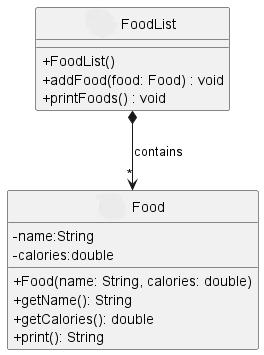 FoodList
+FoodList()
+addFood(food: Food) : void
+printFoods() : void
contains
*
Food
-name:String
-calories:double
+Food(name: String, calories: double)
+getName(): String
+getCalories(): double
+print(): String